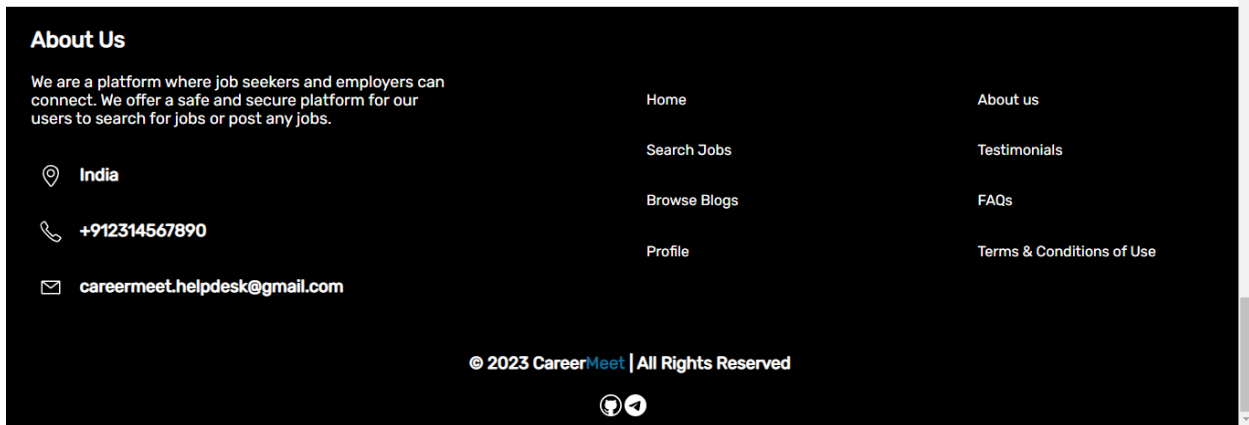 About Us
We are a platform where job seekers and employers can
connect. We offer a safe and secure platform for our
users to search for jobs or post any jobs.
India
+912314567890
careermeet.helpdesk@gmail.com
Home
Search Jobs
Browse Blogs
Profile
About us
Testimonials
FAQs
Terms & Conditions of Use
© 2023 CareerMeet | All Rights Reserved